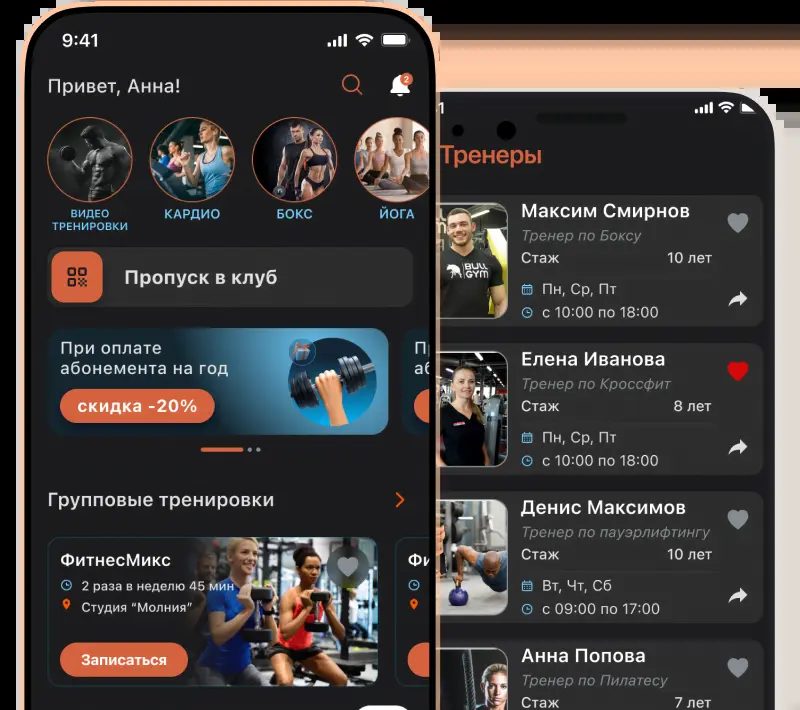 9:41
Привет, Анна!
2
ВИДЕО
ТРЕНИРОВКИ
КАРДИО
БОКС
ЙОГА
Пропуск в клуб
При оплате
абонемента на год
скидка -20%
Групповые тренировки
ФитнесМикс
2 раза в неделю 45 мин
Студия “Молния”
Записаться
Тренеры
Максим Смирнов
Тренер по Боксу
Стаж 10 лет
Пн, Ср, Пт
с 10:00 по 18:00
BULL
GYM
Елена Иванова
Тренер по Кроссфит
Стаж 8 лет
Пн, Ср, Пт
с 10:00 по 18:00
Денис Максимов
Тренер по пауэрлифтингу
Стаж 10 лет
Вт, Чт, Сб
с 09:00 по 17:00
Анна Попова
Тренер по Пилатесу
Стаж 7 лет